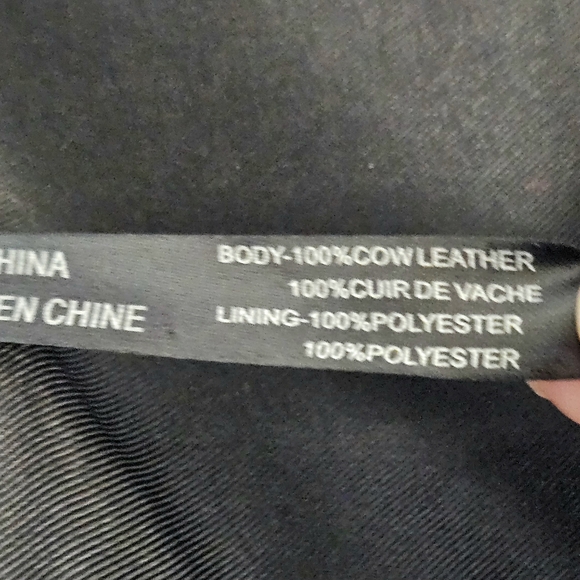 HINA
EN CHINE
BODY-100%COW LEATHER
100%CUIR DE VACHE
LINING-100%POLYESTER
100%POLYESTER